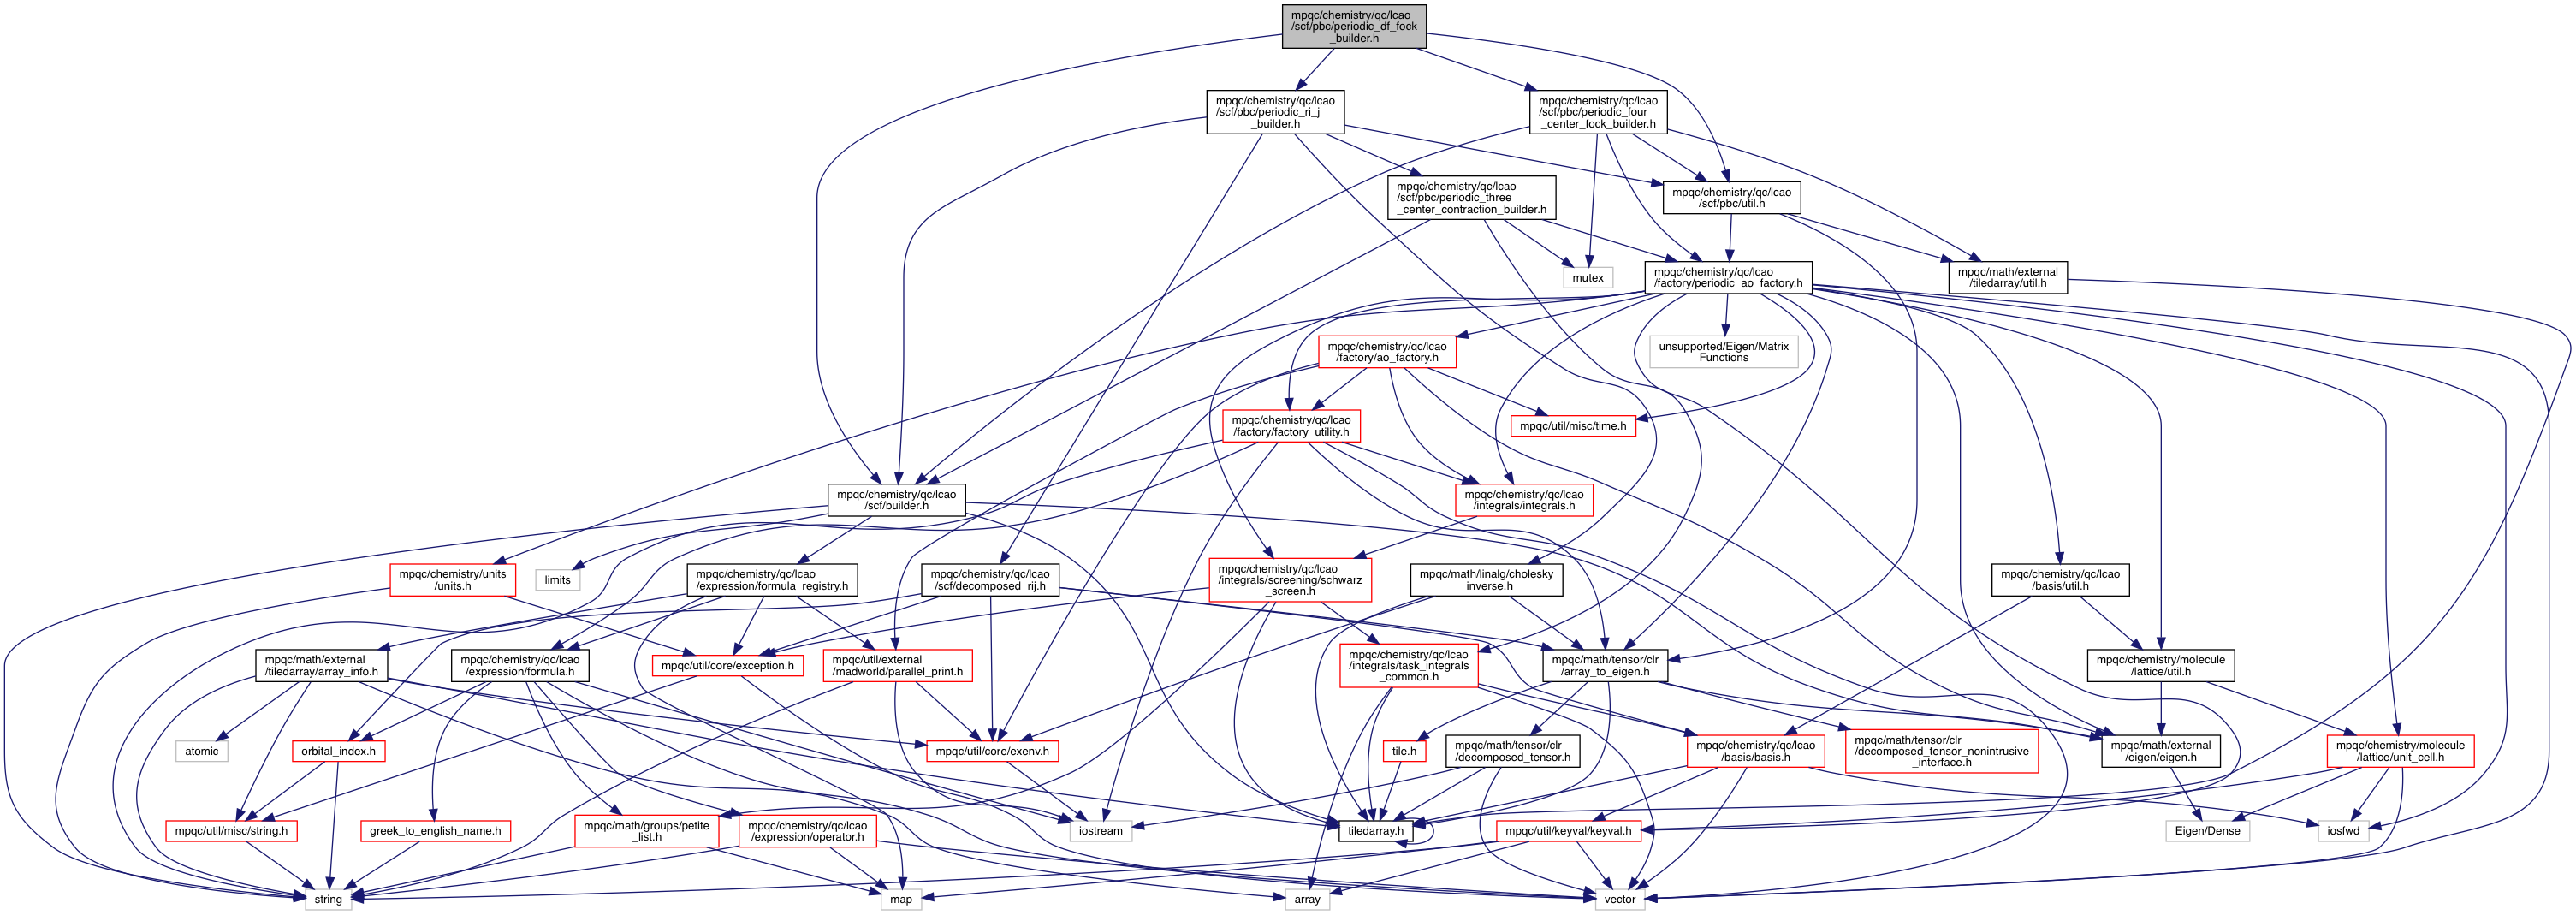 mpqc/chemistry/qc/lcao
/scf/pbc/periodic_df_fock
_builder.h
mpqc/chemistry/qc/lcao
/scf/pbc/periodic_ri_j
_builder.h
mpqc/chemistry/qc/lcao
/scf/pbc/periodic_four
_center_fock_builder.h
mpqc/chemistry/qc/lcao
/scf/pbc/periodic_three
_center_contraction_builder.h
mpqc/chemistry/qc/lcao
/scf/pbc/util.h
mutex
mpqc/chemistry/qc/lcao
/factory/periodic_ao_factory.h
mpqc/math/external
/tiledarray/util.h
mpqc/chemistry/qc/lcao
/factory/ao_factory.h
unsupported/Eigen/Matrix
Functions
mpqc/chemistry/qc/lcao
/factory/factory_utility.h
mpqc/util/misc/time.h
mpqc/chemistry/qc/lcao
/scf/builder.h
mpqc/chemistry/qc/lcao
/integrals/integrals.h
mpqc/chemistry/units
/units.h
limits
mpqc/chemistry/qc/lcao
/expression/formula_registry.h
mpqc/chemistry/qc/lcao
/scf/decomposed_rij.h
mpqc/chemistry/qc/lcao
/integrals/screening/schwarz
_screen.h
mpqc/math/linalg/cholesky
_inverse.h
mpqc/chemistry/qc/lcao
/basis/util.h
mpqc/math/external
/tiledarray/array_info.h
mpqc/chemistry/qc/lcao
/expression/formula.h
mpqc/util/core/exception.h
mpqc/util/external
/madworld/parallel_print.h
mpqc/chemistry/qc/lcao
/integrals/task_integrals
_common.h
mpqc/math/tensor/clr
/array_to_eigen.h
mpqc/chemistry/molecule
/lattice/util.h
atomic
orbital_index.h
mpqc/util/core/exenv.h
tile.h
mpqc/math/tensor/clr
/decomposed_tensor.h
mpqc/chemistry/qc/lcao
/basis/basis.h
mpqc/math/tensor/clr
/decomposed_tensor_nonintrusive
_interface.h
mpqc/math/external
/eigen/eigen.h
mpqc/chemistry/molecule
/lattice/unit_cell.h
mpqc/util/misc/string.h
greek_to_english_name.h
mpqc/math/groups/petite
_list.h
mpqc/chemistry/qc/lcao
/expression/operator.h
iostream
tiledarray.h
mpqc/util/keyval/keyval.h
Eigen/Dense
iosfwd
string
map
array
vector